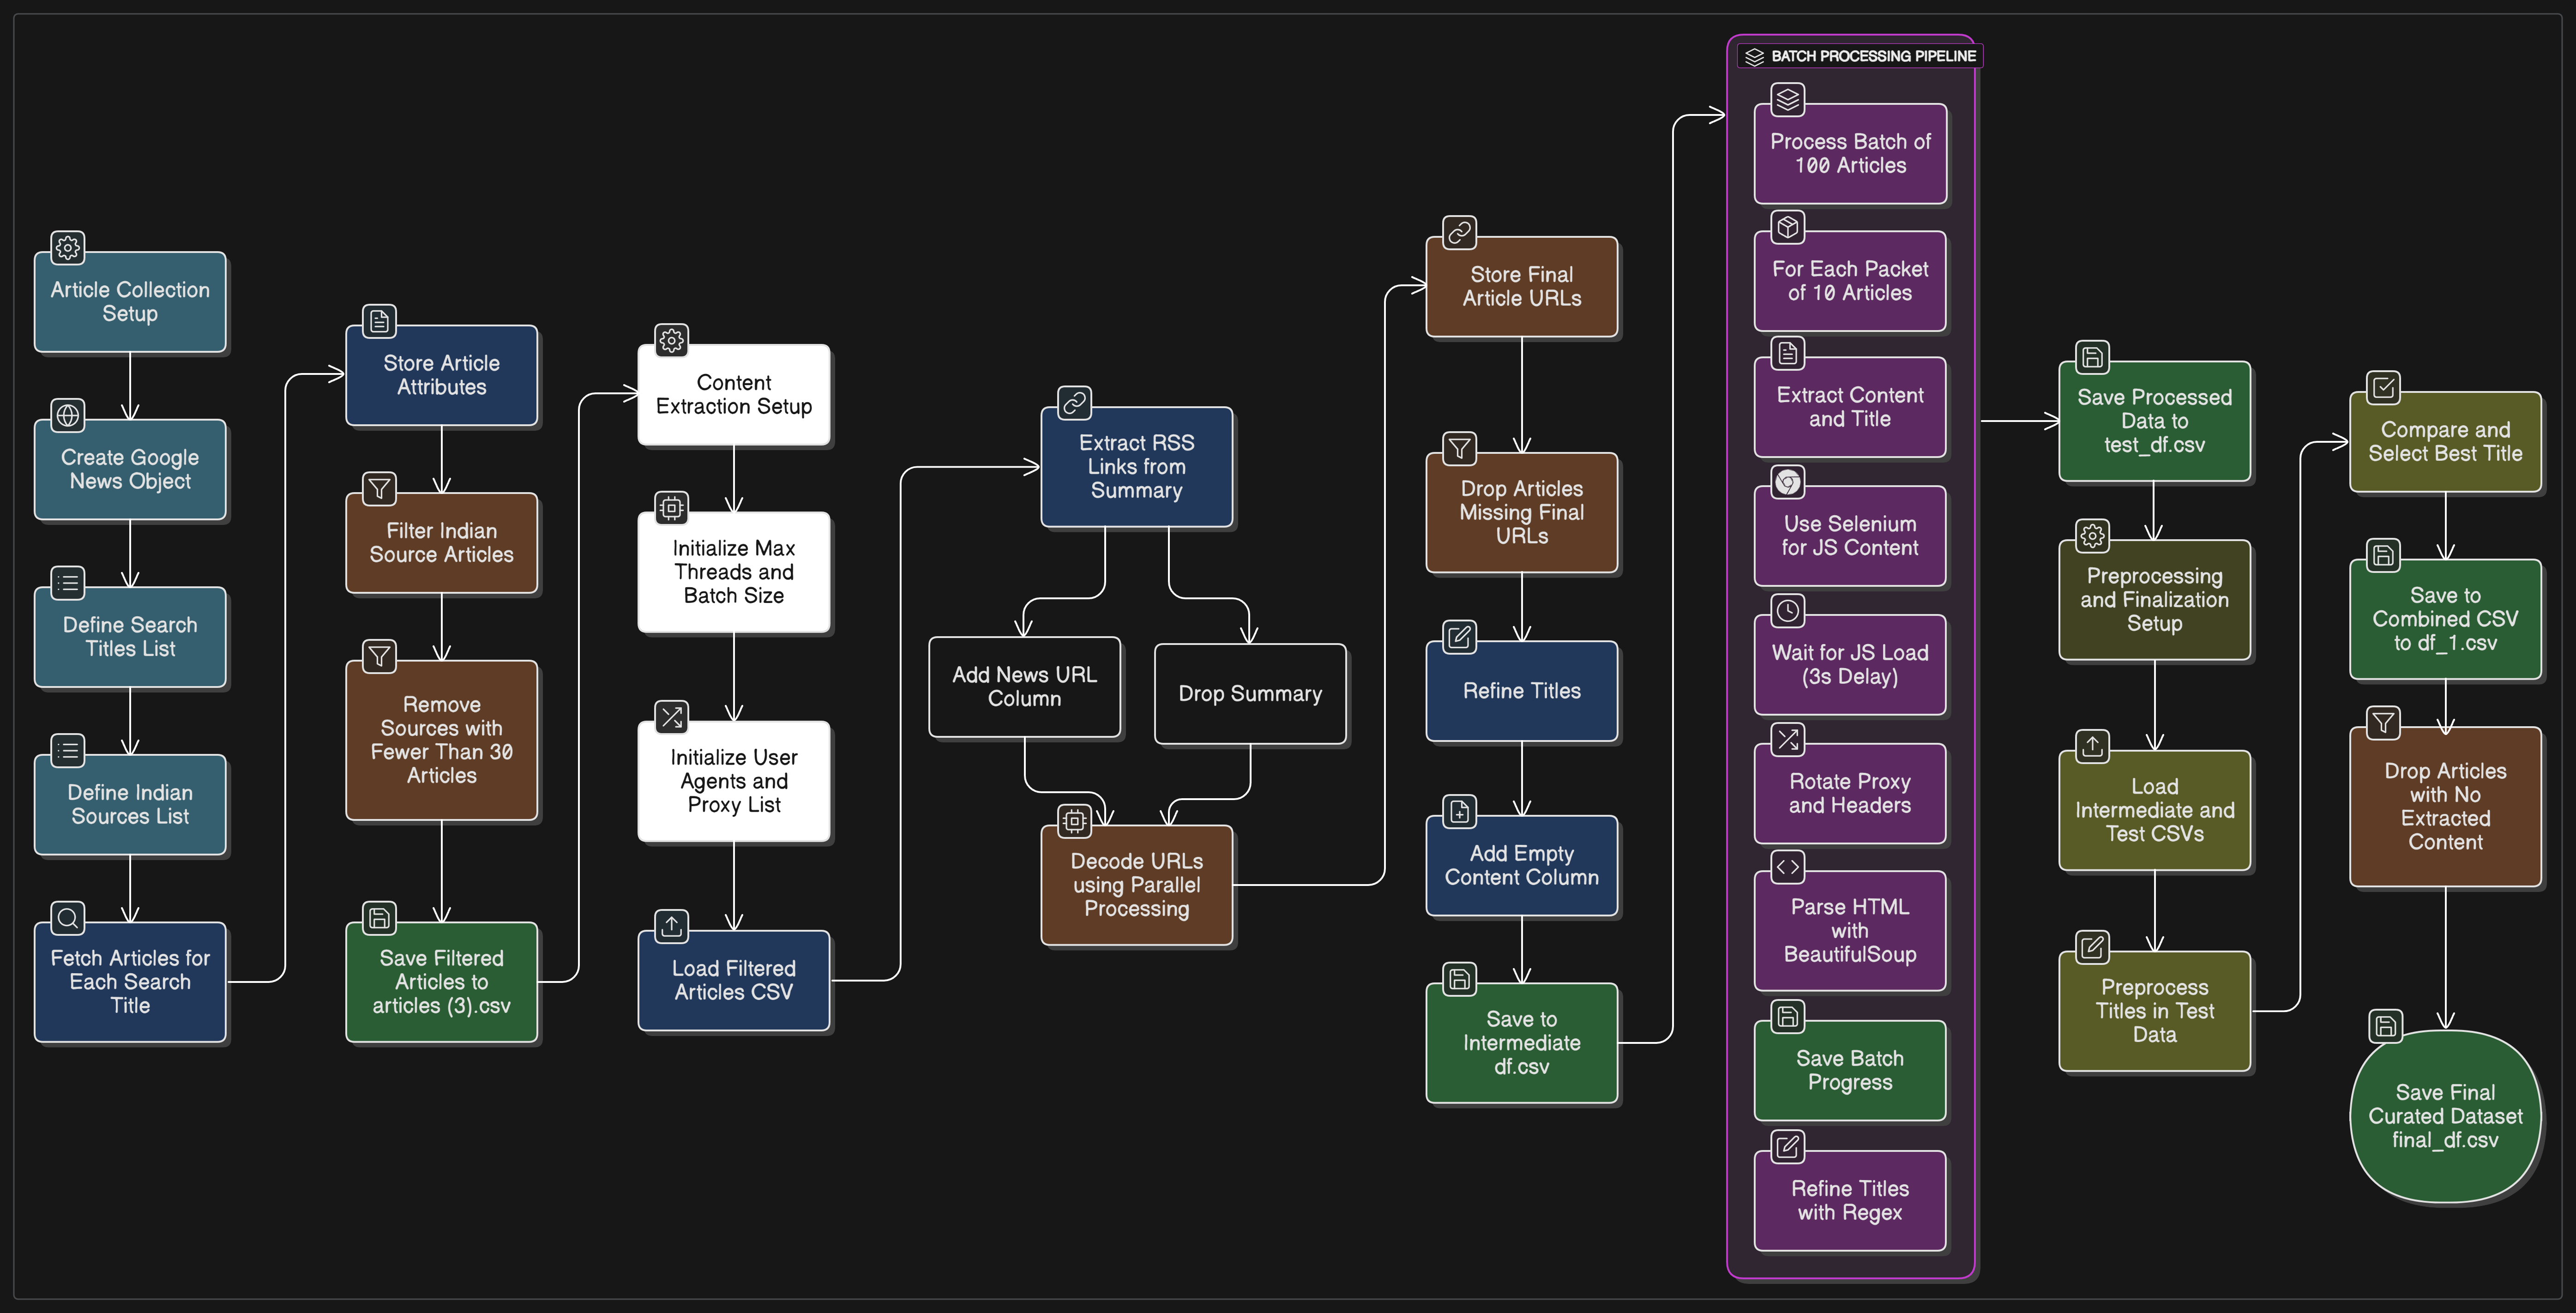 Article Collection
Setup
Create Google
News Object
Define Search
Titles List
Define Indian
Sources List
Fetch Articles for
Each Search
Title
Store Article
Attributes
Filter Indian
Source Articles
Remove
Sources with
Fewer Than 30
Articles
Save Filtered
Articles to
articles (3).csv
Content
Extraction Setup
Initialize Max
Threads and
Batch Size
Initialize User
Agents and
Proxy List
Load Filtered
Articles CSV
Extract RSS
Links from
Summary
Add News URL
Column
Drop Summary
Decode URLs
using Parallel
Processing
Store Final
Article URLs
Drop Articles
Missing Final
URLs
Refine Titles
Add Empty
Content Column
Save to
Intermediate
df.csv
BATCH PROCESSING PIPELINE
Process Batch of
100 Articles
For Each Packet
of 10 Articles
Extract Content
and Title
Use Selenium
for JS Content
Wait for JS Load
(3s Delay)
Rotate Proxy
and Headers
Parse HTML
with
BeautifulSoup
Save Batch
Progress
Refine Titles
with Regex
Save Processed
Data to
test_df.csv
Preprocessing
and Finalization
Setup
Load
Intermediate and
Test CSVs
Preprocess
Titles in Test
Data
Compare and
Select Best Title
Save to
Combined CSV
to df_1.csv
Drop Articles
with No
Extracted
Content
Save Final
Curated Dataset
final_df.csv